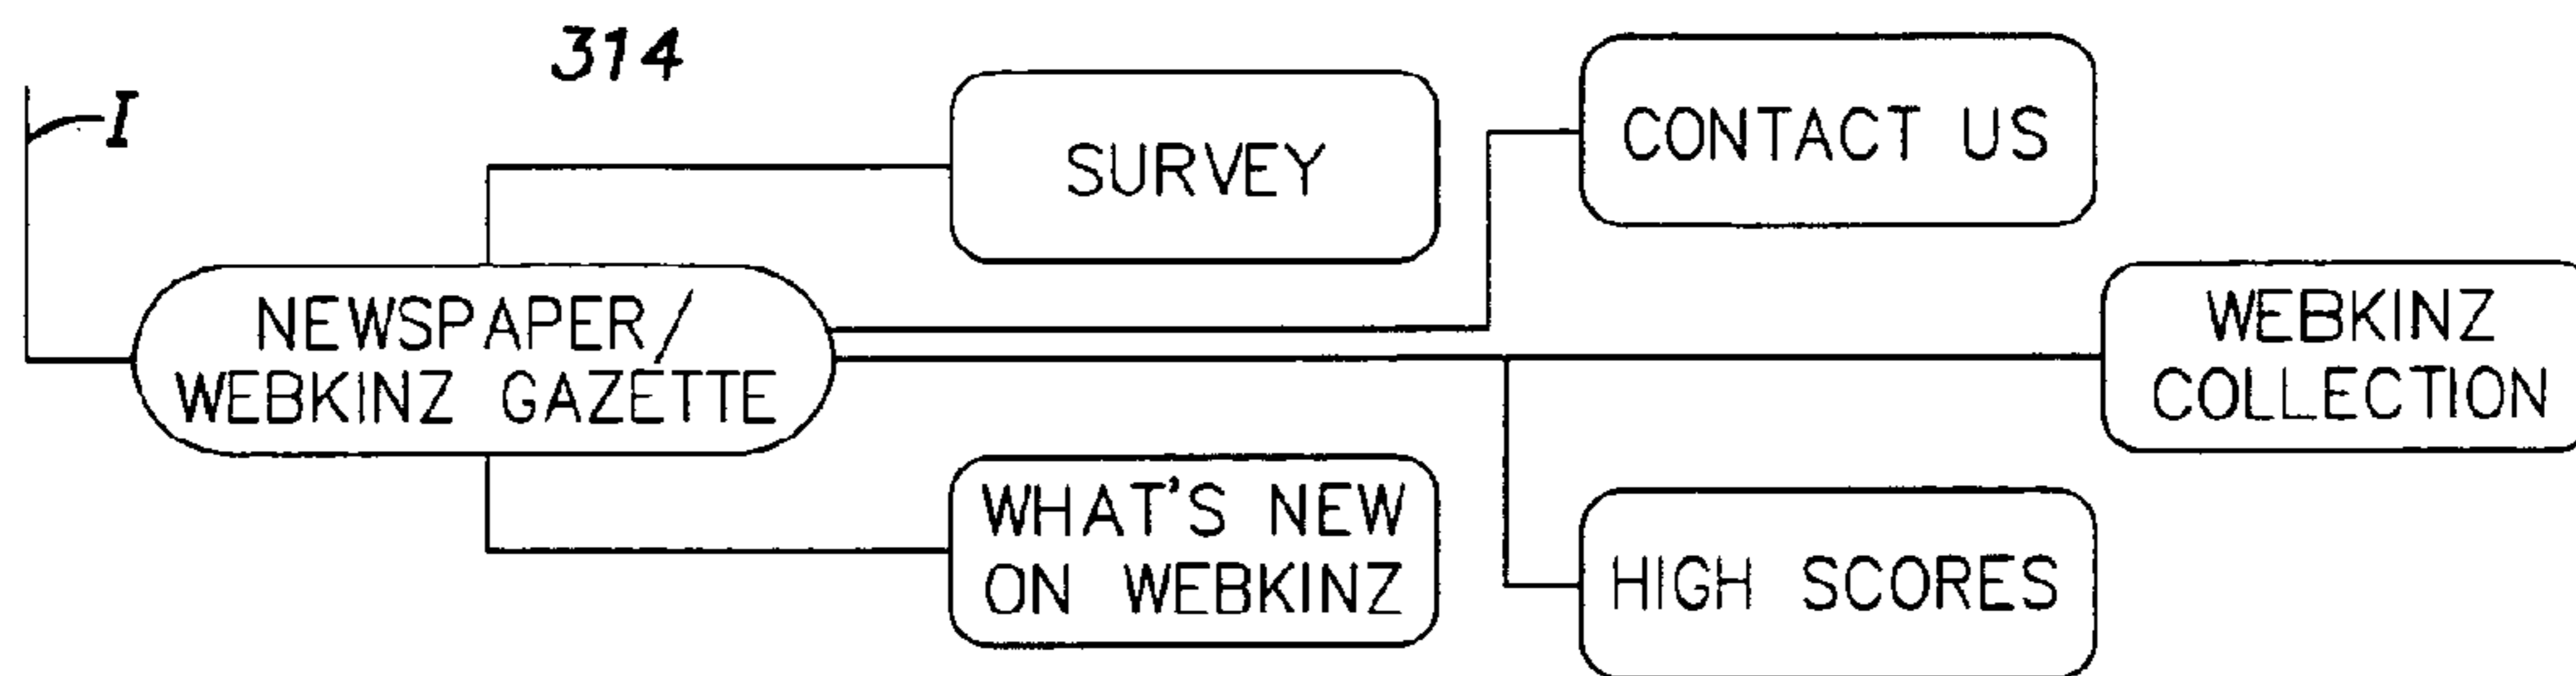 314
I
SURVEY
CONTACT US
NEWSPAPER/
WEBKINZ GAZETTE
WEBKINZ
COLLECTION
WHAT'S NEW
ON WEBKINZ
HIGH SCORES